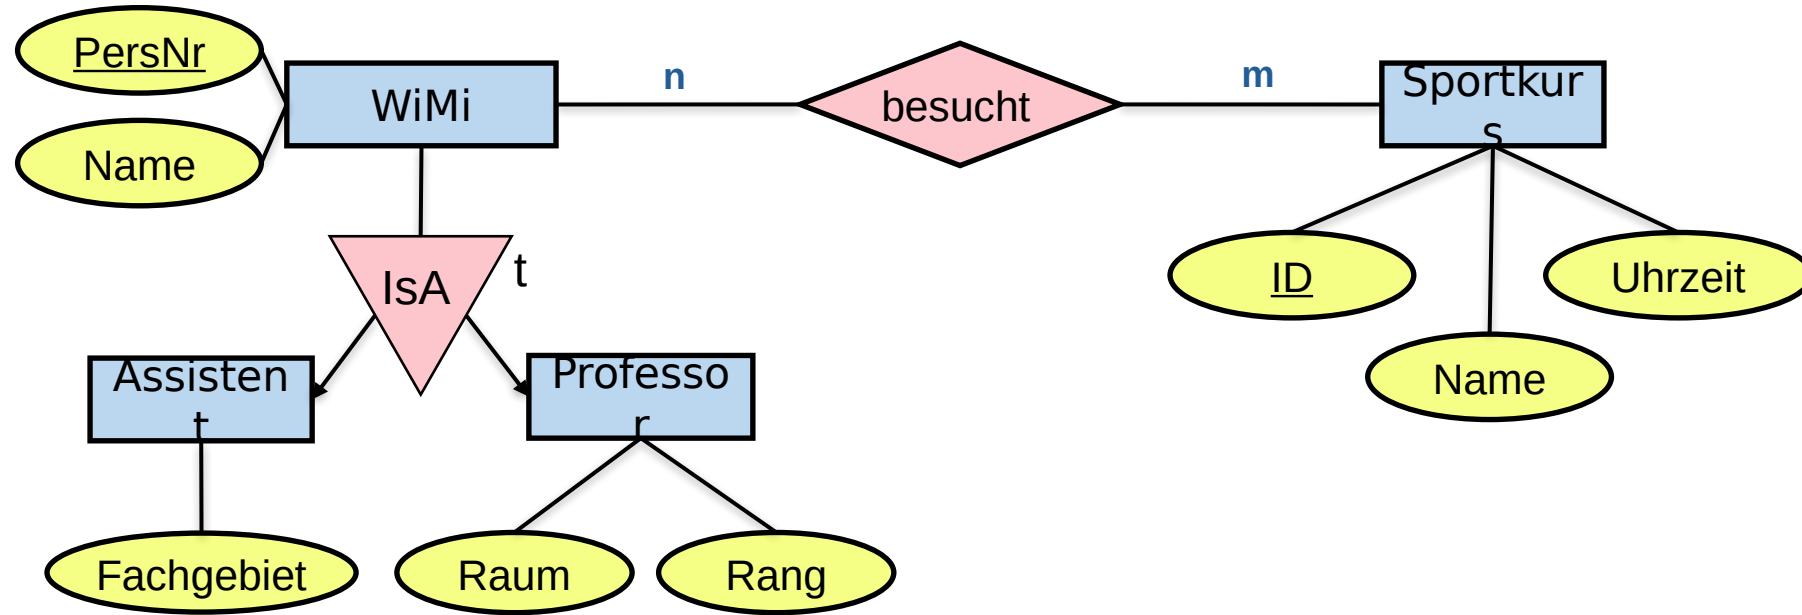 PersNr
Name
WiMi
n
besucht
m
Sportkur
s
IsA
t
ID
Uhrzeit
Name
Assisten
t
Professo
r
Fachgebiet
Raum
Rang